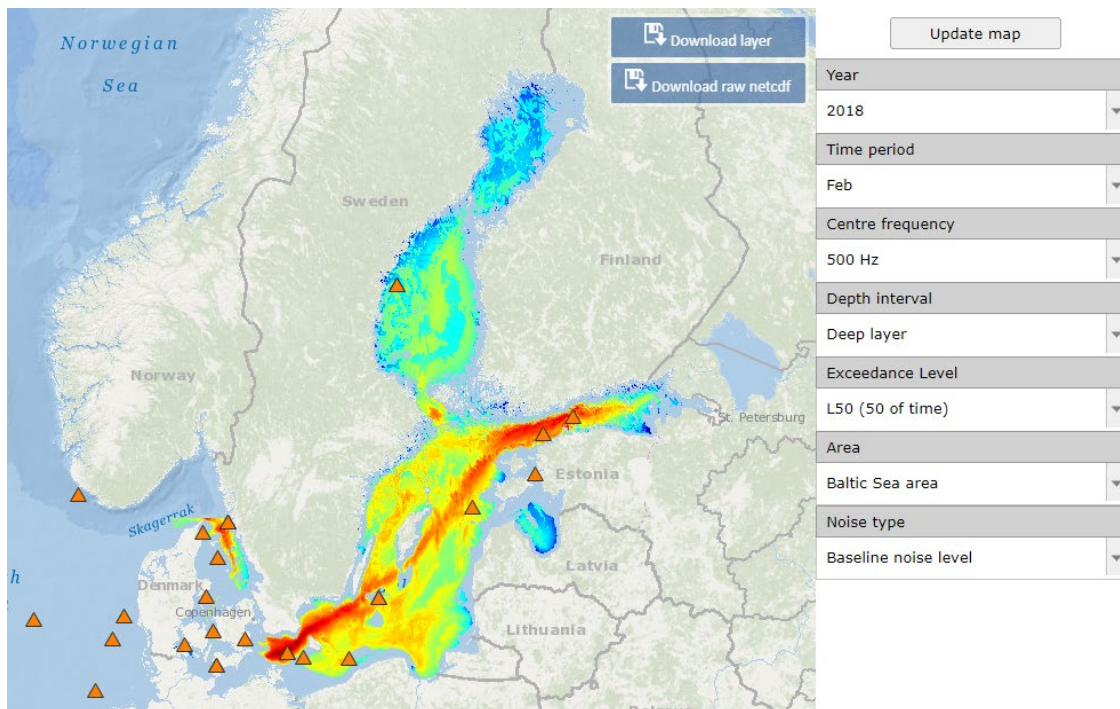 Norwegian
Sea
Download layer
Download raw netcdf
Sweden
Finland
Norway
St. Petersburg
Estonia
Skagerrak
h
Denmark
Latvia
Copenhagen
Lithuania
Update map
Year
2018
Time period
Feb
Centre frequency
500 Hz
Depth interval
Deep layer
Exceedance Level
L50 (50 of time)
Area
Baltic Sea area
Noise type
Baseline noise level